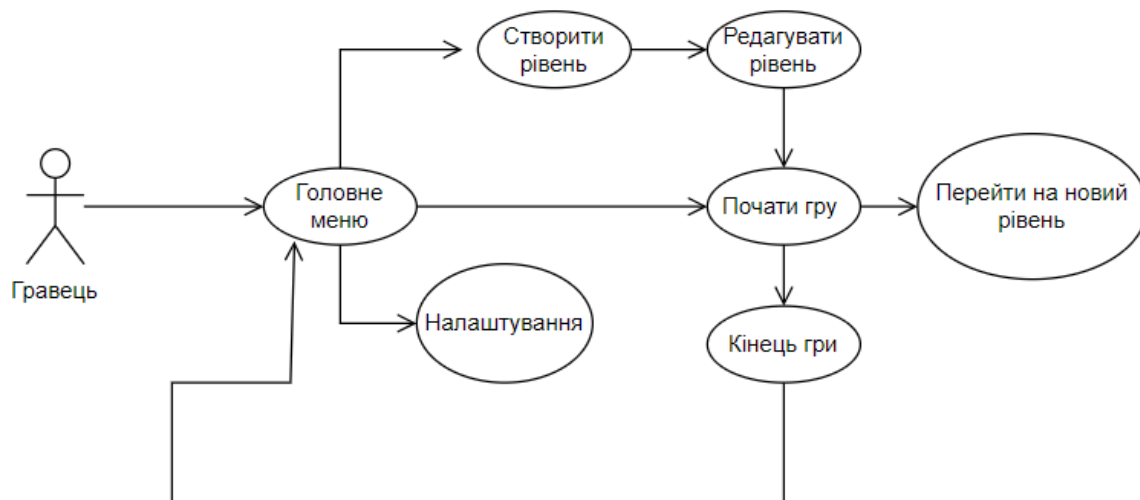 Створити
рівень
Редагувати
рівень
Головне
меню
Почати гру
Перейти на новий
рівень
Гравець
Налаштування
Кінець гри